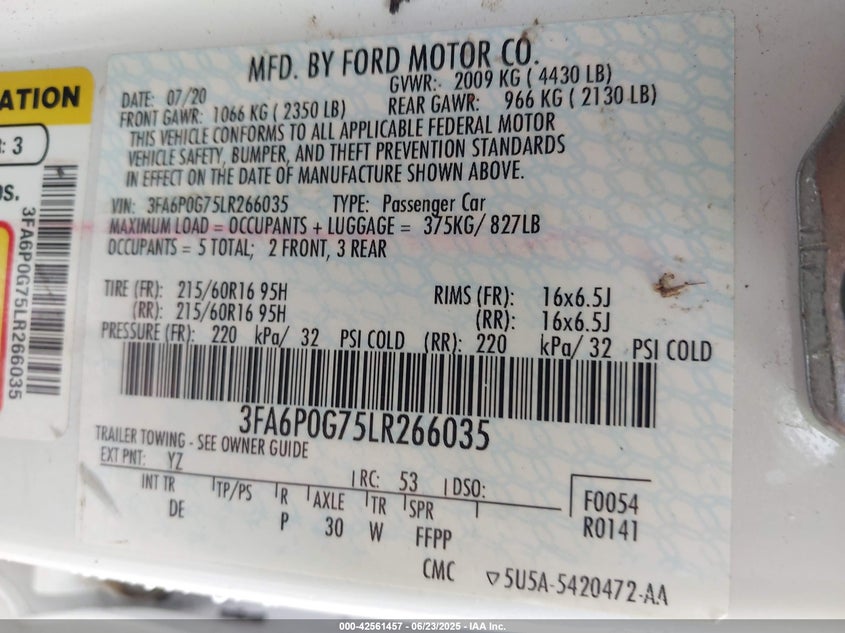 MFD. BY FORD MOTOR CO.
DATE: 07/20 GVWR: 2009 KG ( 4430 LB)
FRONT GAWR: 1066 KG ( 2350 LB) REAR GAWR: 966 KG ( 2130 LB)
THIS VEHICLE CONFORMS TO ALL APPLICABLE FEDERAL MOTOR
VEHICLE SAFETY, BUMPER, AND THEFT PREVENTION STANDARDS
IN EFFECT ON THE DATE OF MANUFACTURE SHOWN ABOVE.
VIN: 3FA6P0G75LR266035 TYPE: Passenger Car
MAXIMUM LOAD = OCCUPANTS + LUGGAGE = 375KG/ 827LB
OCCUPANTS = 5 TOTAL; 2 FRONT, 3 REAR
TIRE (FR): 215/60R16 95H RIMS (FR): 16x6.5J
(RR): 215/60R16 95H (RR): 16x6.5J
PRESSURE (FR): 220 kPa/ 32 PSI COLD (RR): 220 kPa/ 32 PSI COLD
3FA6P0G75LR266035
TRAILER TOWING - SEE OWNER GUIDE
EXT PNT: YZ RC: 53 DSO:
INT TR TP/PS R AXLE TR SPR F0054
DE P 30 W FFPP R0141
CMC 5U5A-5420472-AA
ATION
: 3
OS.
3FA6P0G75LR266035
000-42561457 - 06/23/2025 - IAA Inc.